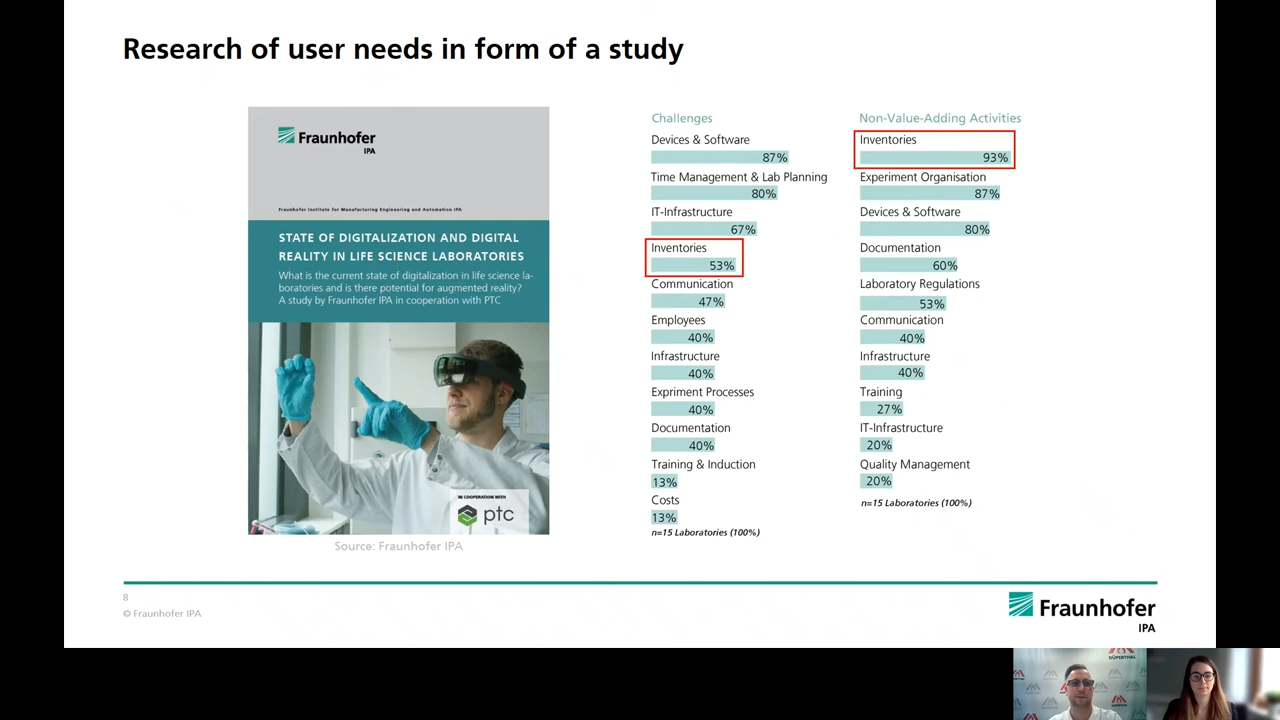 Research of user needs in form of a study
Fraunhofer
IPA
Fraunhofer Institute for Manufacturing Engineering and Automation IPA
STATE OF DIGITALIZATION AND DIGITAL
REALITY IN LIFE SCIENCE LABORATORIES
What is the current state of digitalization in life science la-
boratories and is there potential for augmented reality?
A study by Fraunhofer IPA in cooperation with PTC
IN COOPERATION WITH
ptc
Source: Fraunhofer IPA
Challenges
Devices & Software
87%
Time Management & Lab Planning
80%
IT-Infrastructure
67%
Inventories
53%
Communication
47%
Employees
40%
Infrastructure
40%
Expriment Processes
40%
Documentation
40%
Training & Induction
13%
Costs
13%
n=15 Laboratories (100%)
Non-Value-Adding Activities
Inventories
93%
Experiment Organisation
87%
Devices & Software
80%
Documentation
60%
Laboratory Regulations
53%
Communication
40%
Infrastructure
40%
Training
27%
IT-Infrastructure
20%
Quality Management
20%
n=15 Laboratories (100%)
8
© Fraunhofer IPA
Fraunhofer
IPA
DÜPERTHAL